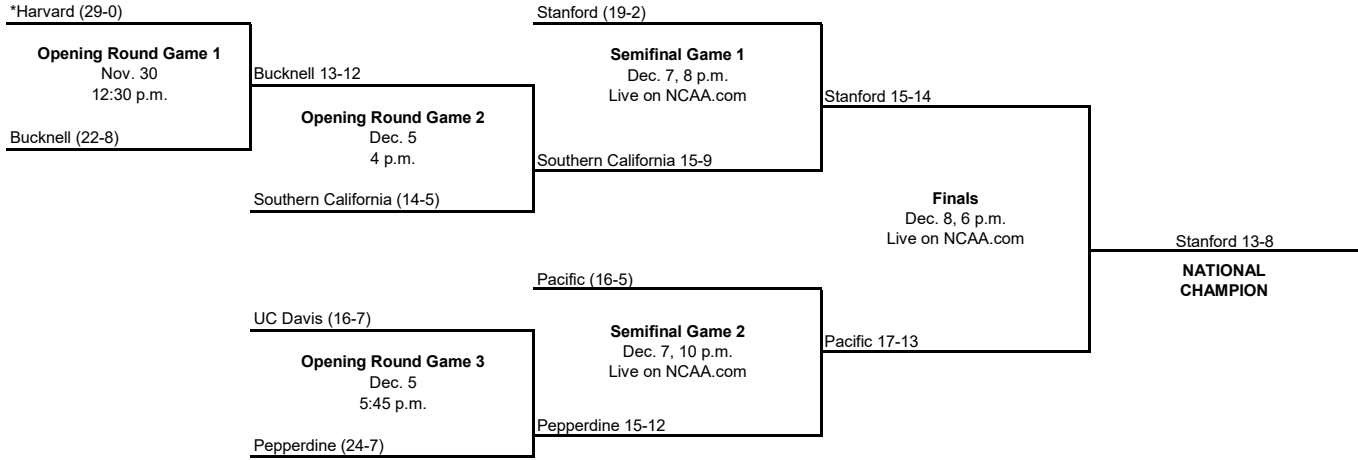 *Harvard (29-0)
Opening Round Game 1
Nov. 30
12:30 p.m.
Bucknell (22-8)
Bucknell 13-12
Opening Round Game 2
Dec. 5
4 p.m.
Southern California (14-5)
Stanford (19-2)
Semifinal Game 1
Dec. 7, 8 p.m.
Live on NCAA.com
Southern California 15-9
Stanford 15-14
UC Davis (16-7)
Opening Round Game 3
Dec. 5
5:45 p.m.
Pepperdine (24-7)
Pacific (16-5)
Semifinal Game 2
Dec. 7, 10 p.m.
Live on NCAA.com
Pepperdine 15-12
Pacific 17-13
Finals
Dec. 8, 6 p.m.
Live on NCAA.com
Stanford 13-8
NATIONAL
CHAMPION